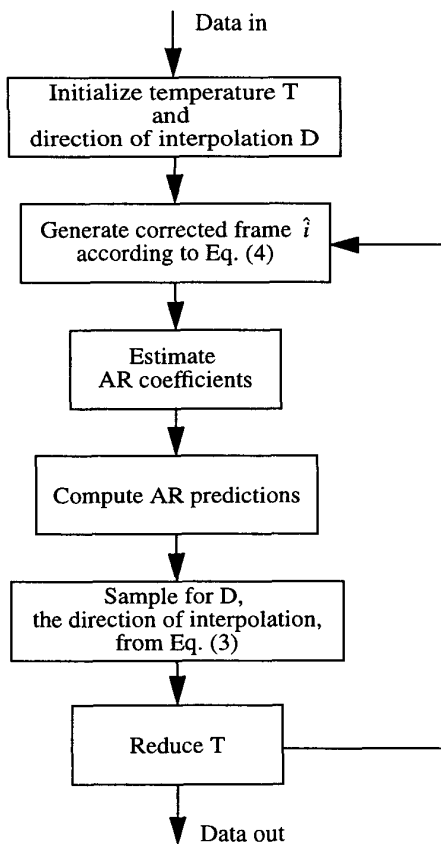 Data in
Initialize temperature T
and
direction of interpolation D
Generate corrected frame î
according to Eq. (4)
Estimate
AR coefficients
Compute AR predictions
Sample for D,
the direction of interpolation,
from Eq. (3)
Reduce T
Data out